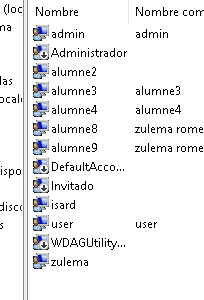 (loc
Nombre Nombre com
admin admin
Administrador
alumne2
las
alumne3 alumne3
ocale
alumne4 alumne4
alumne8 zulema rome
alumne9 zulema rome
DefaultAcco...
ispo
Invitado
disco
isard
user user
WDAGUtility...
zulema